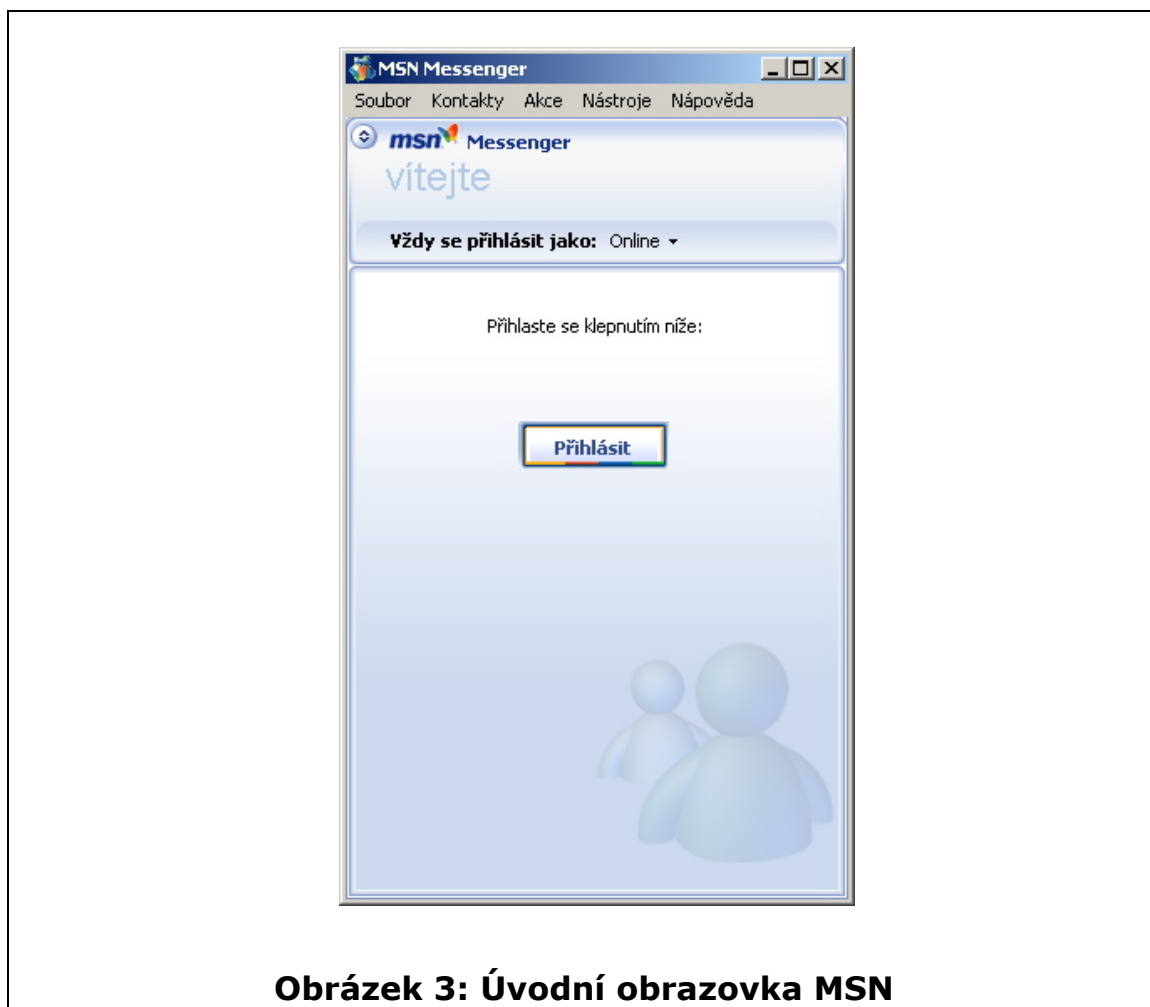 MSN Messenger
Soubor Kontakty Akce Nástroje Nápověda
msn Messenger
vítejte
Vždy se přihlásit jako: Online
Přihlaste se klepnutím níže:
Přihlásit
Obrázek 3: Úvodní obrazovka MSN